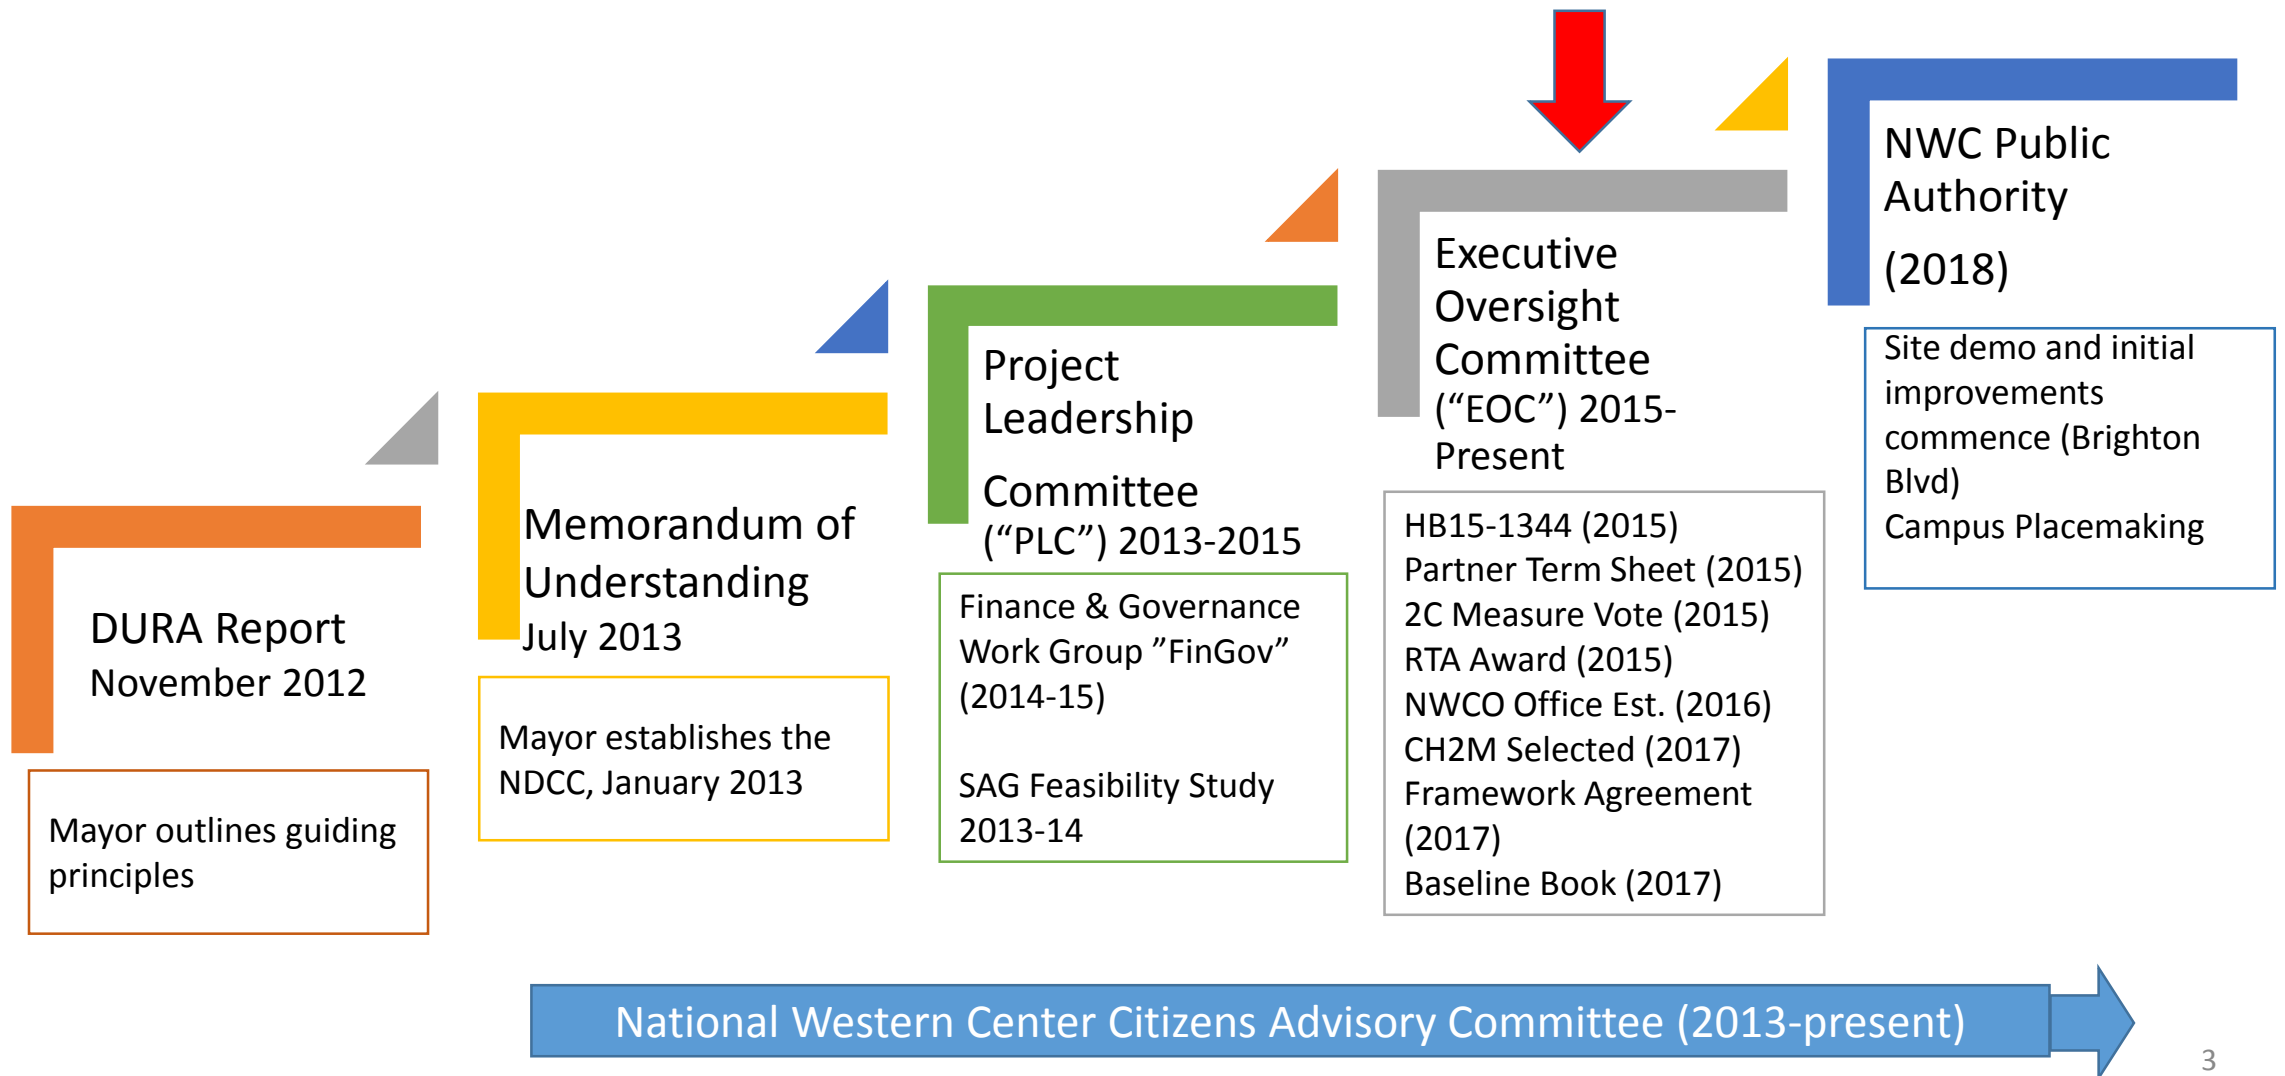 DURA Report
November 2012
Mayor outlines guiding
principles
Memorandum of
Understanding
July 2013
Mayor establishes the
NDCC, January 2013
Project
Leadership
Committee
(“PLC”) 2013-2015
Finance & Governance
Work Group ”FinGov”
(2014-15)
SAG Feasibility Study
2013-14
Executive
Oversight
Committee
(“EOC”) 2015-
Present
HB15-1344 (2015)
Partner Term Sheet (2015)
2C Measure Vote (2015)
RTA Award (2015)
NWCO Office Est. (2016)
CH2M Selected (2017)
Framework Agreement
(2017)
Baseline Book (2017)
NWC Public
Authority
(2018)
Site demo and initial
improvements
commence (Brighton
Blvd)
Campus Placemaking
National Western Center Citizens Advisory Committee (2013-present)
3